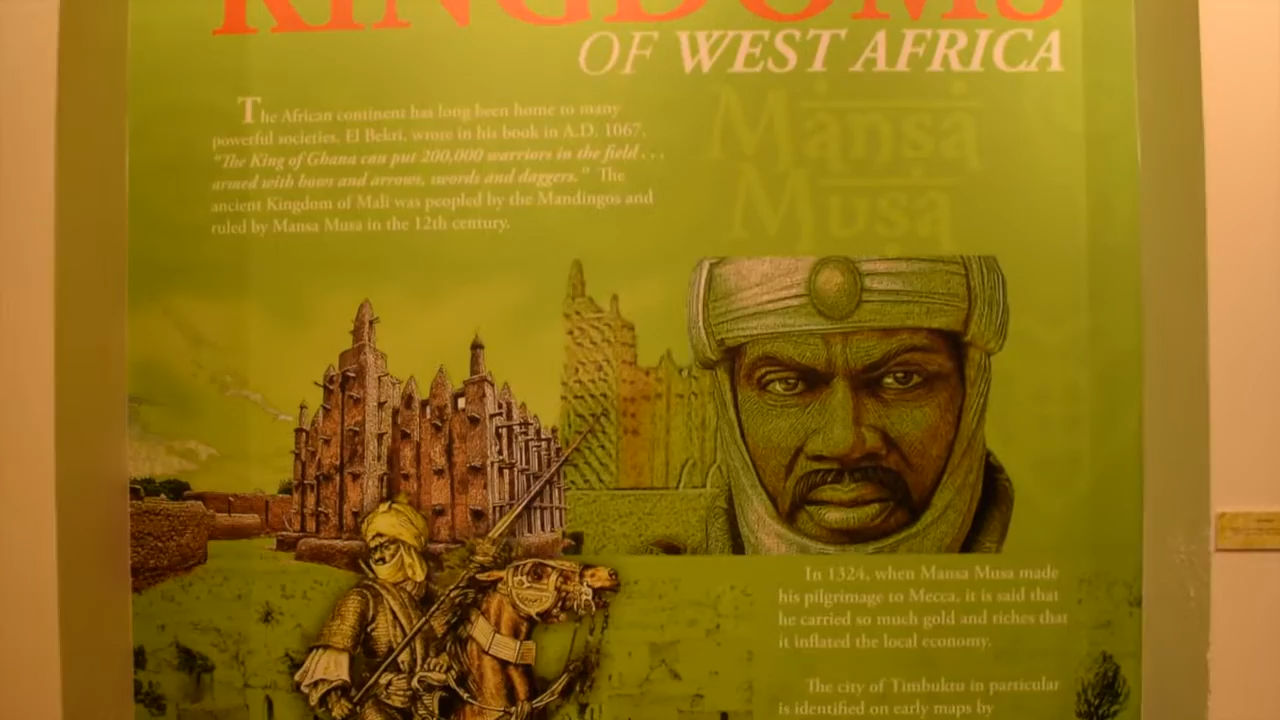 KINGDOMS
OF WEST AFRICA
The African continent has long been home to many
powerful societies. El Bekri, wrote in his book in A.D. 1067,
"The King of Ghana can put 200,000 warriors in the field . . .
armed with bows and arrows, swords and daggers." The
ancient Kingdom of Mali was peopled by the Mandingos and
ruled by Mansa Musa in the 12th century.
Mansa
Musa
In 1324, when Mansa Musa made
his pilgrimage to Mecca, it is said that
he carried so much gold and riches that
it inflated the local economy.
The city of Timbuktu in particular
is identified on early maps by